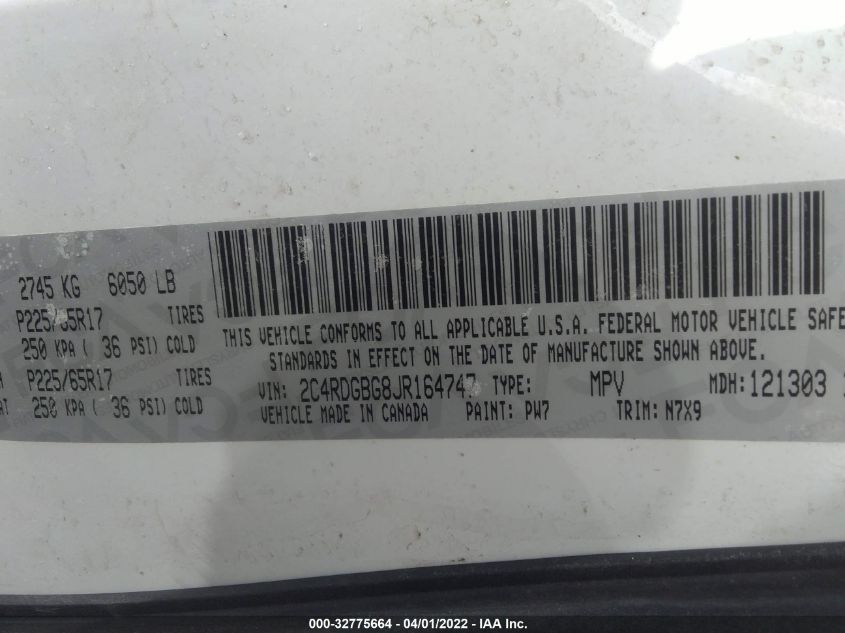 2745 KG 6050 LB
P225/65R17 TIRES
250 KPA ( 36 PSI) COLD
P225/65R17 TIRES
250 KPA ( 36 PSI) COLD
THIS VEHICLE CONFORMS TO ALL APPLICABLE U.S.A. FEDERAL MOTOR VEHICLE SAFE
STANDARDS IN EFFECT ON THE DATE OF MANUFACTURE SHOWN ABOVE.
VIN: 2C4RDGBG8JR164747 TYPE: MPV MDH: 121303
VEHICLE MADE IN CANADA PAINT: PW7 TRIM: N7X9
000-32775664 - 04/01/2022 - IAA Inc.